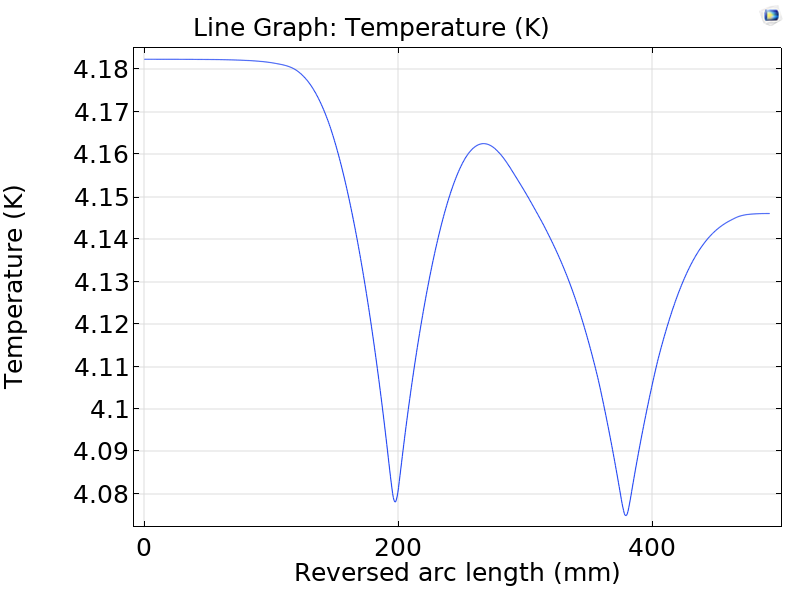 Line Graph: Temperature (K)
4.18
4.17
4.16
4.15
4.14
4.13
4.12
4.11
4.1
4.09
4.08
Temperature (K)
0 200 400
Reversed arc length (mm)